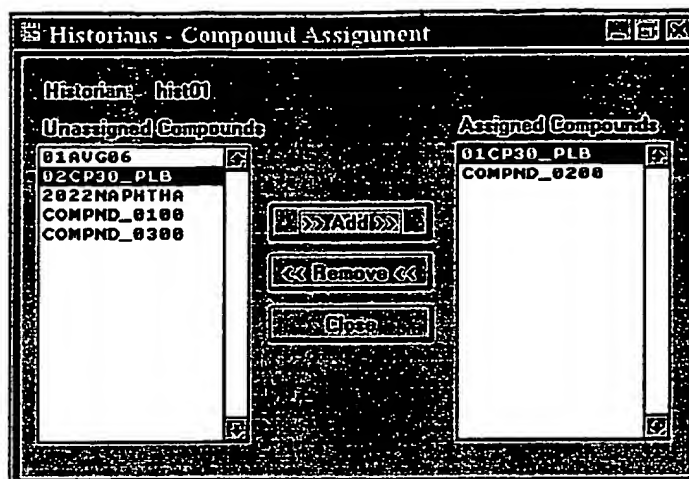 Historians - Compound Assignment
Historian: hist01
Unassigned Compounds
01AVG06
02CP30_PLB
2022NAPHTHA
COMPND_0100
COMPND_0300
>> Add >>
<< Remove <<
Close
Assigned Compounds
01CP30_PLB
COMPND_0200